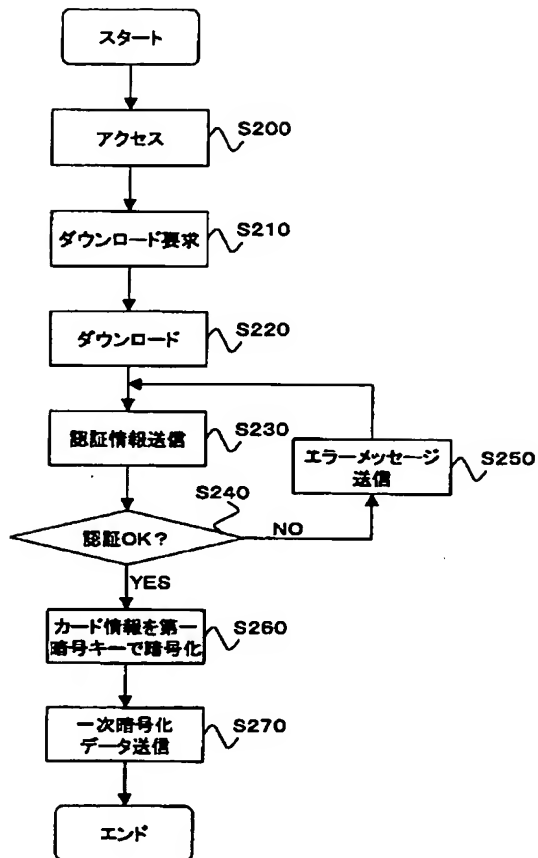 スタート
アクセス
S200
ダウンロード要求
S210
ダウンロード
S220
認証情報送信
S230
エラーメッセージ
送信
S250
S240
認証OK?
NO
YES
カード情報を第一
暗号キーで暗号化
S260
一次暗号化
データ送信
S270
エンド